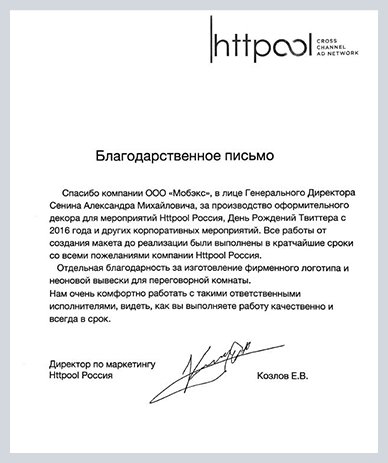 httpool CROSS
CHANNEL
AD NETWORK
Благодарственное письмо
Спасибо компании ООО «Мобэкс», в лице Генерального Директора
Сенина Александра Михайловича, за производство оформительного
декора для мероприятий Httpool Россия, День Рождений Твиттера с
2016 года и других корпоративных мероприятий. Все работы от
создания макета до реализации были выполнены в кратчайшие сроки
со всеми пожеланиями компании Httpool Россия.
Отдельная благодарность за изготовление фирменного логотипа и
неоновой вывески для переговорной комнаты.
Нам очень комфортно работать с такими ответственными
исполнителями, видеть, как вы выполняете работу качественно и
всегда в срок.
Директор по маркетингу
Httpool Россия
Козлов Е.В.